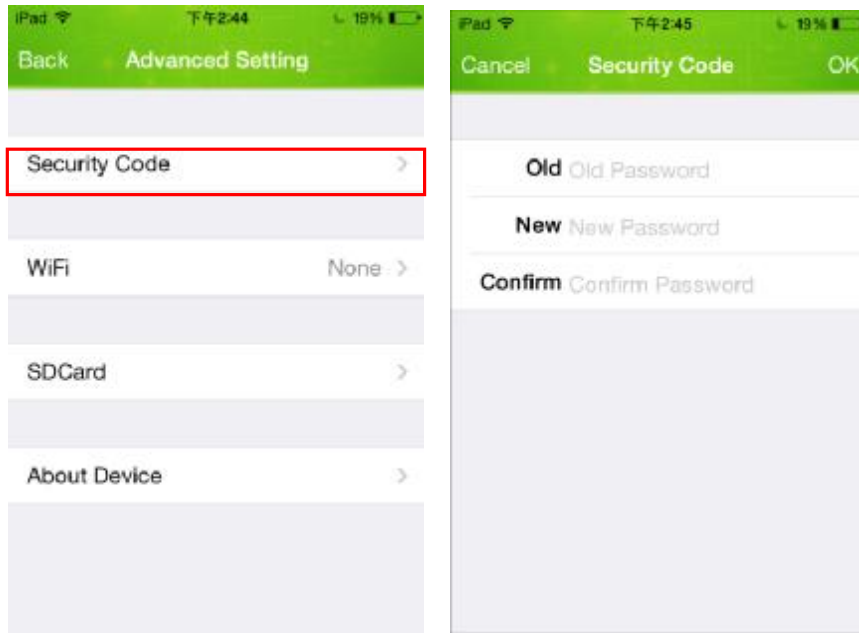 iPad 下午2:44 19%
Back Advanced Setting
Security Code
WiFi None
SDCard
About Device
iPad 下午2:45 19%
Cancel Security Code OK
Old Old Password
New New Password
Confirm Confirm Password